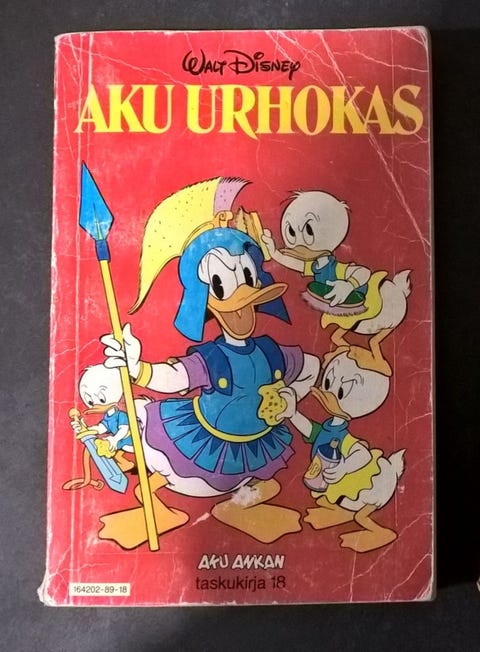 Walt Disney
AKU URHOKAS
AKU ANKAN
taskukirja 18
164202-89-18